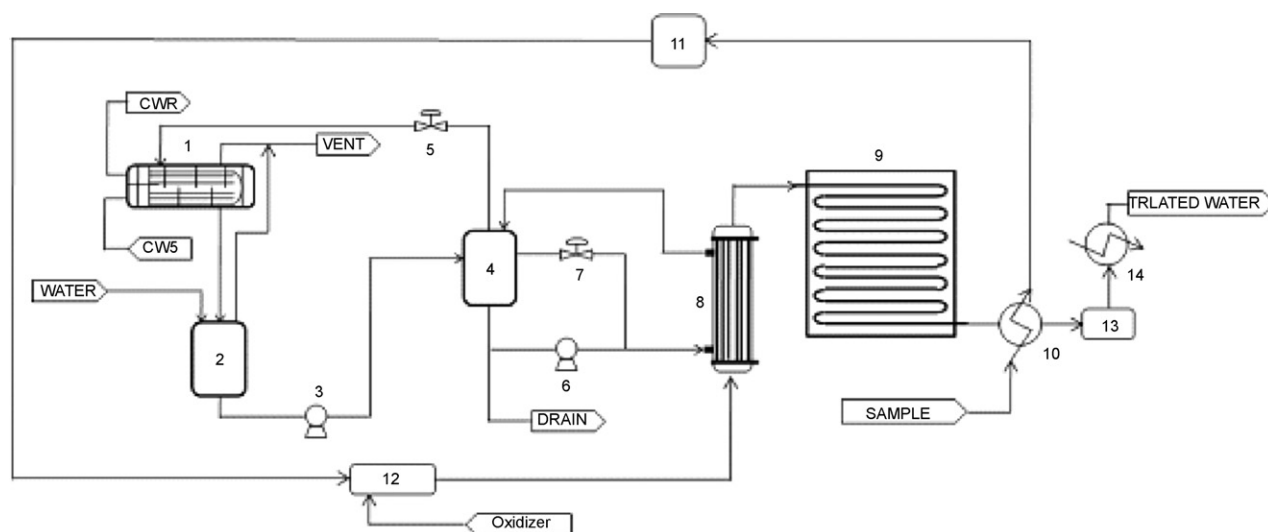 11
CWR
1
5
VENT
9
TRLATED WATER
CW5
4
7
14
WATER
8
2
13
10
6
3
SAMPLE
DRAIN
12
Oxidizer